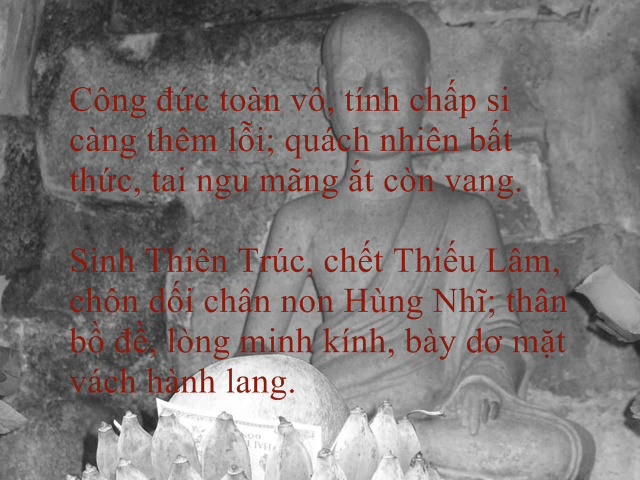 Công đức toàn vô, tính chấp si
càng thêm lỗi; quách nhiên bất
thức, tai ngu mãng ắt còn vang.
Sinh Thiên Trúc, chết Thiếu Lâm,
chôn dối chân non Hùng Nhĩ; thân
bồ đề, lòng minh kính, bày dơ mặt
vách hành lang.